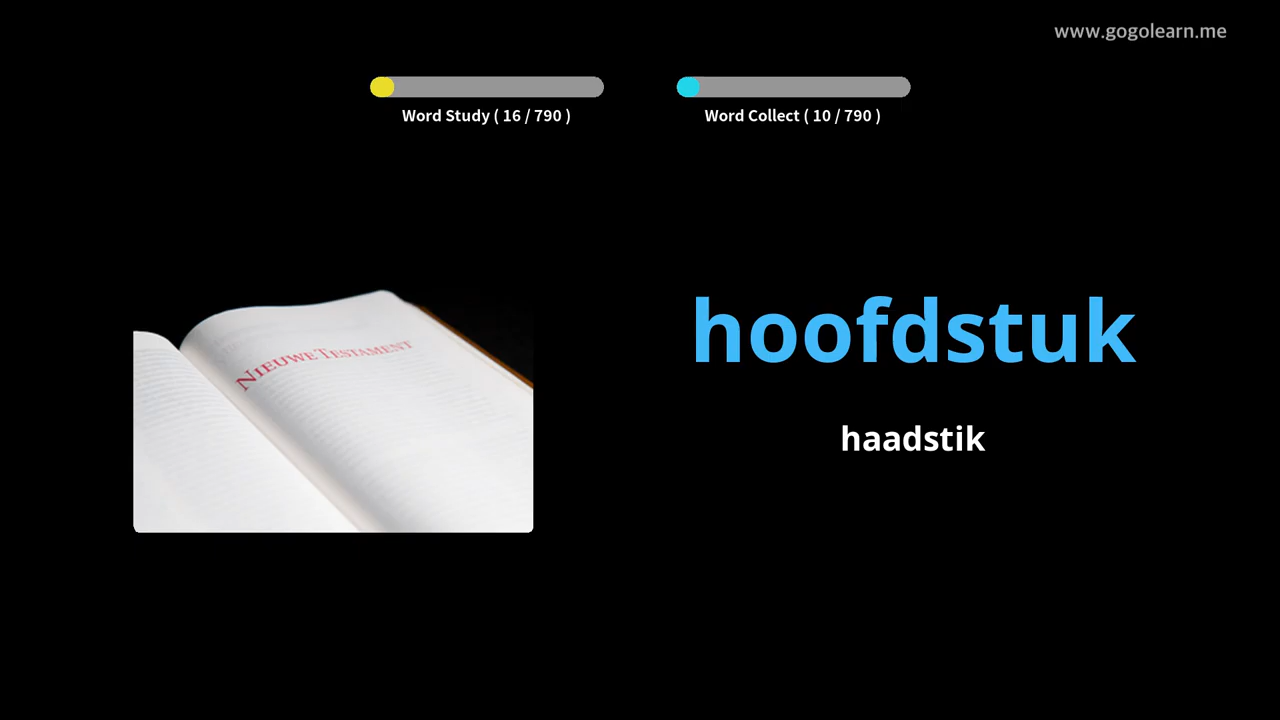 www.gogolearn.me
Word Study ( 16 / 790 )
Word Collect ( 10 / 790 )
NIEUWE TESTAMENT
hoofdstuk
haadstik